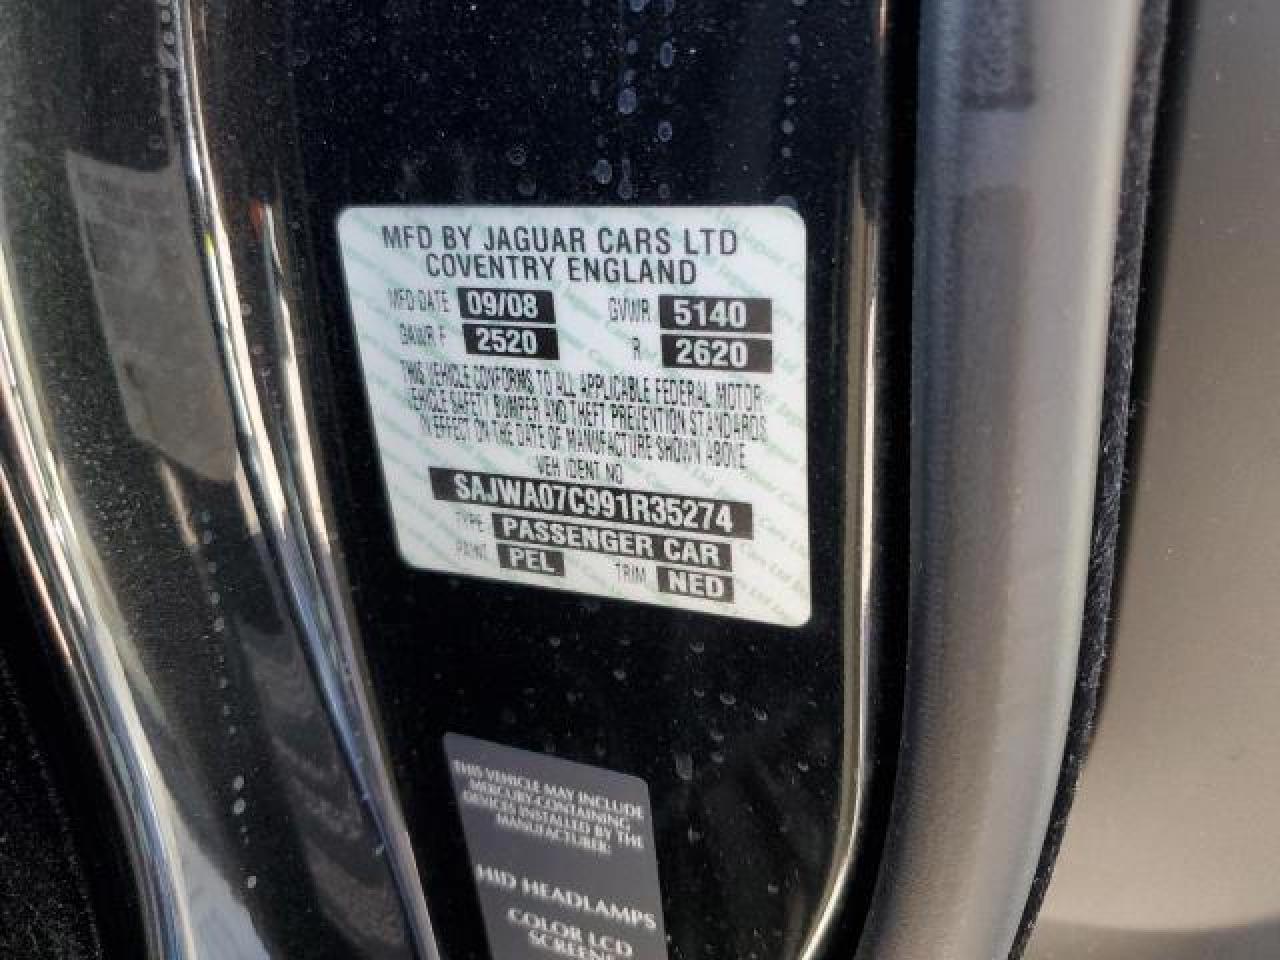 MFD BY JAGUAR CARS LTD
COVENTRY ENGLAND
MFD DATE 09/08 GVWR 5140
GAWR F 2520 R 2620
THIS VEHICLE CONFORMS TO ALL APPLICABLE FEDERAL MOTOR
VEHICLE SAFETY BUMPER AND THEFT PREVENTION STANDARDS
IN EFFECT ON THE DATE OF MANUFACTURE SHOWN ABOVE
VEH IDENT NO
SAJWA07C991R35274
TYPE PASSENGER CAR
PAINT PEL TRIM NED
THIS VEHICLE MAY INCLUDE
MERCURY-CONTAINING
DEVICES INSTALLED BY THE
MANUFACTURER:
HID HEADLAMPS
COLOR LCD
SCREENS